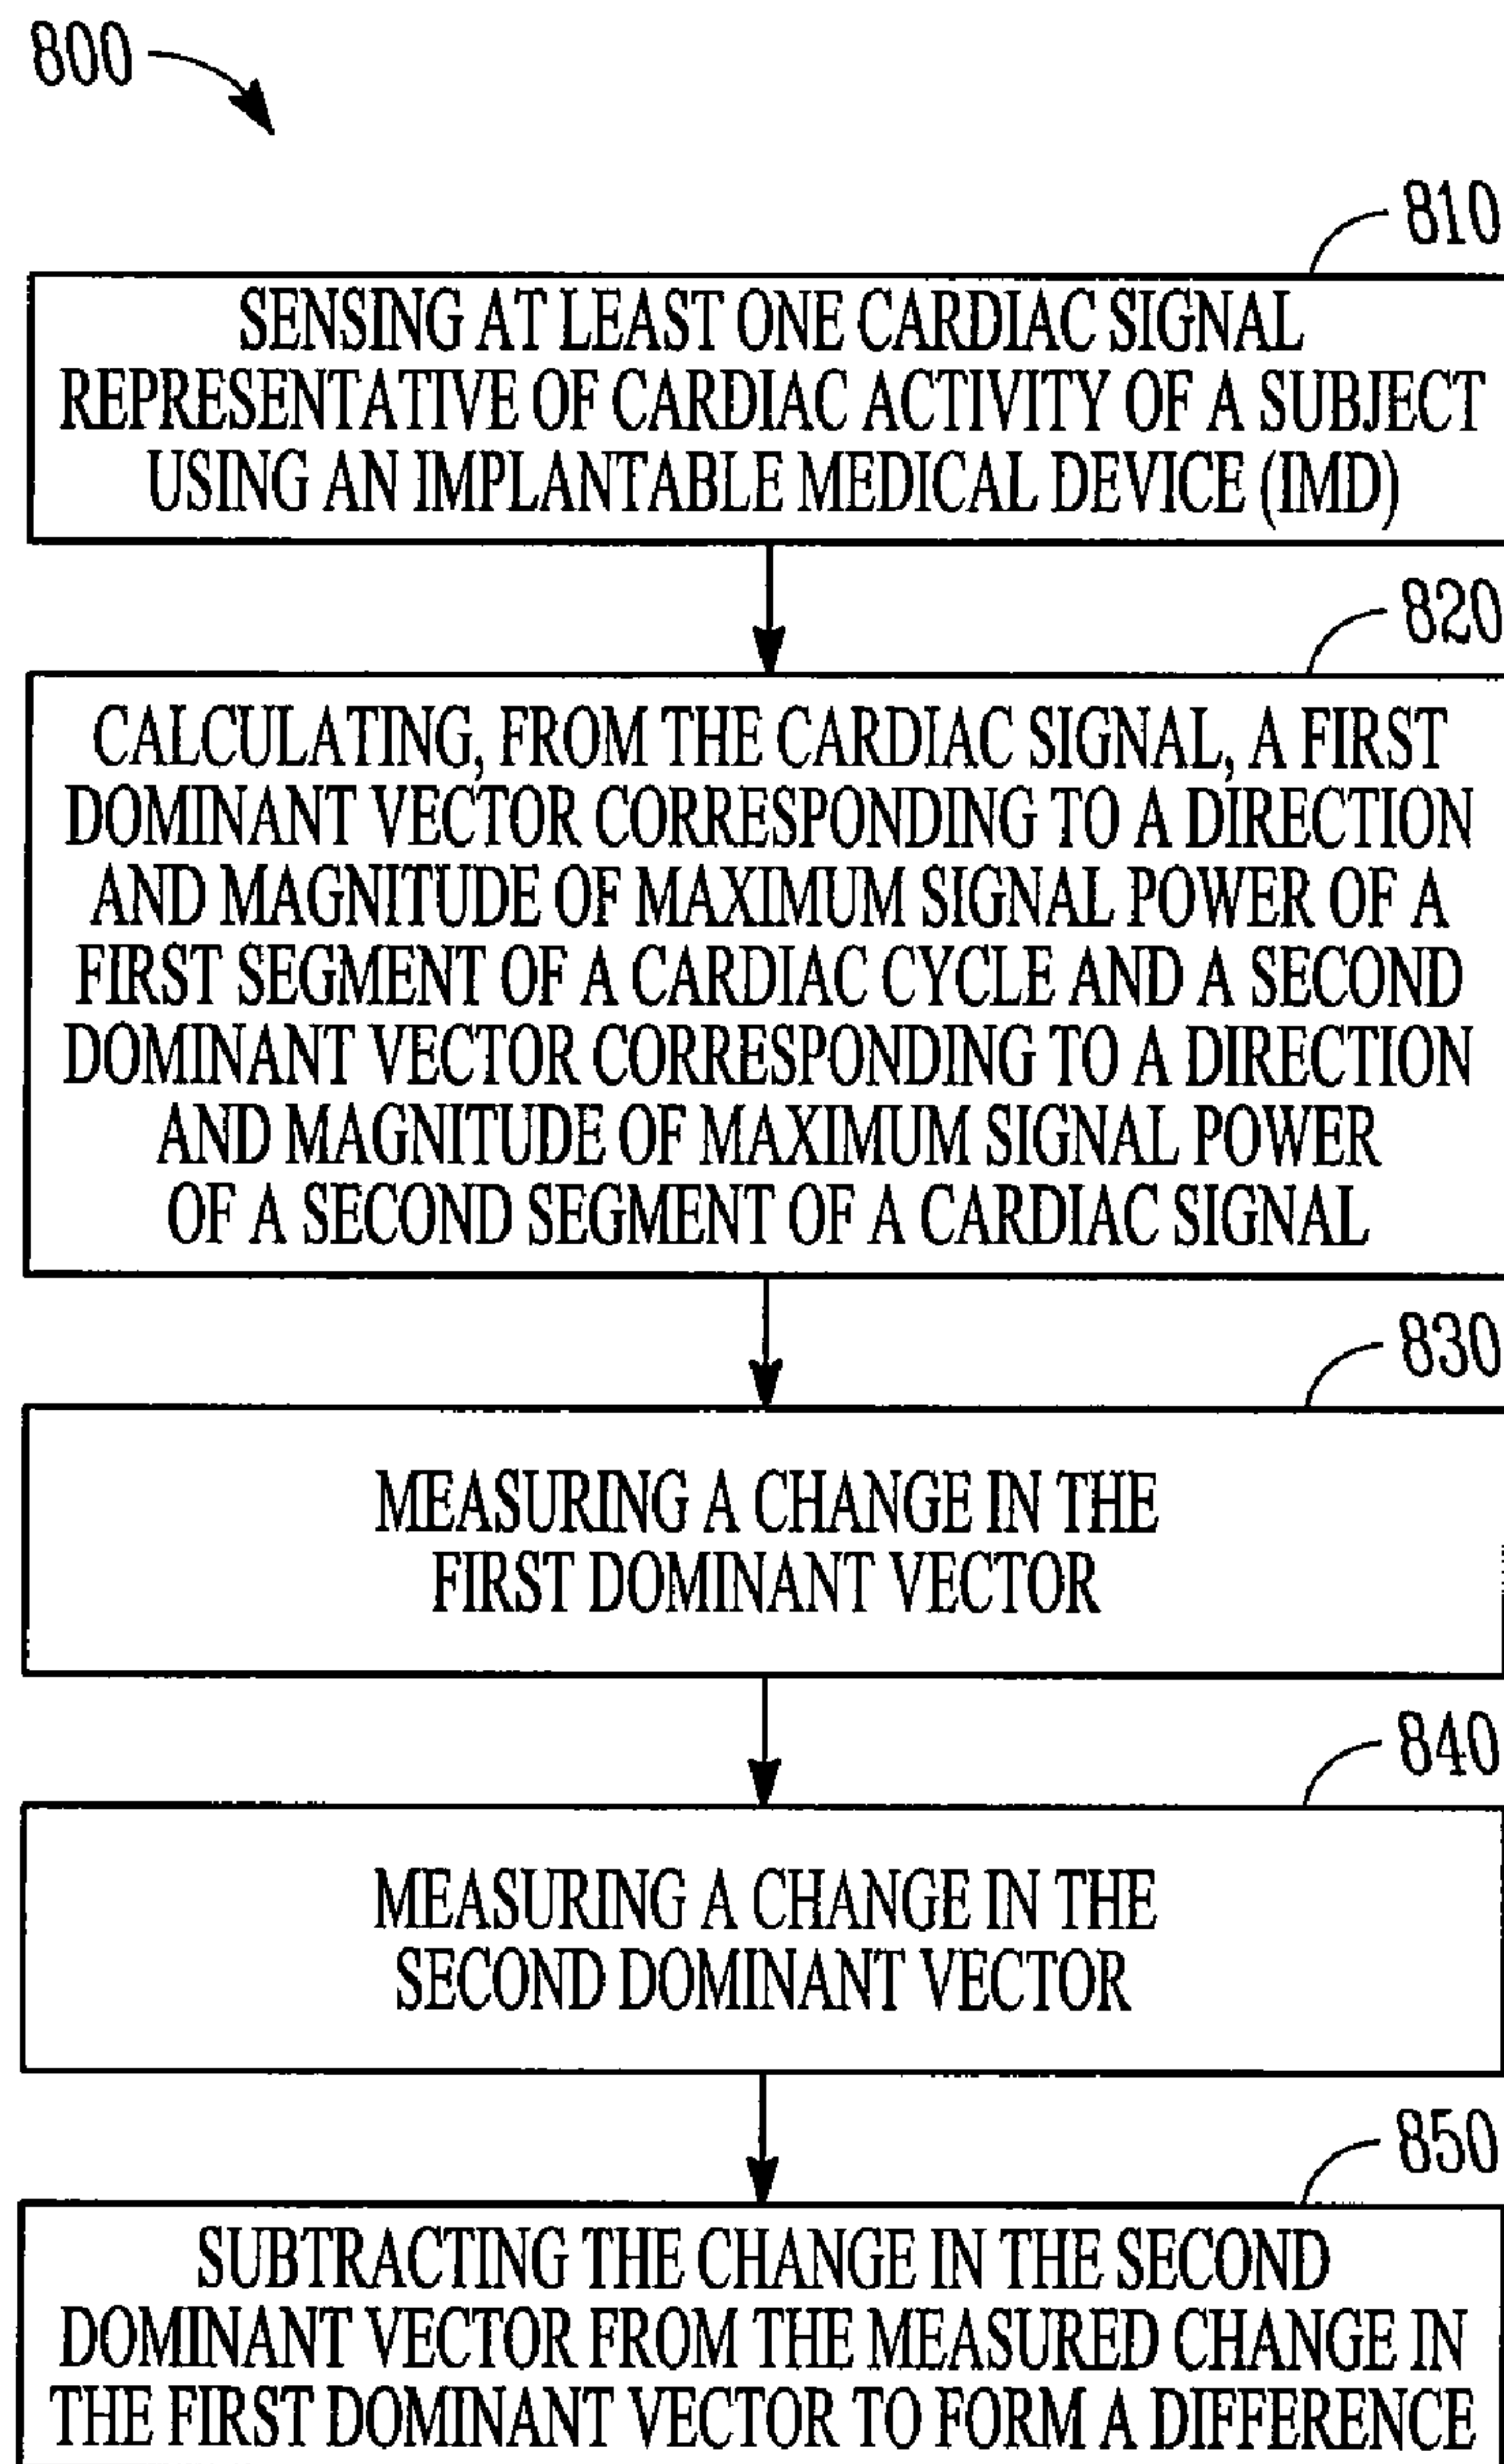 800
810
SENSING AT LEAST ONE CARDIAC SIGNAL
REPRESENTATIVE OF CARDIAC ACTIVITY OF A SUBJECT
USING AN IMPLANTABLE MEDICAL DEVICE (IMD)
820
CALCULATING, FROM THE CARDIAC SIGNAL, A FIRST
DOMINANT VECTOR CORRESPONDING TO A DIRECTION
AND MAGNITUDE OF MAXIMUM SIGNAL POWER OF A
FIRST SEGMENT OF A CARDIAC CYCLE AND A SECOND
DOMINANT VECTOR CORRESPONDING TO A DIRECTION
AND MAGNITUDE OF MAXIMUM SIGNAL POWER
OF A SECOND SEGMENT OF A CARDIAC SIGNAL
830
MEASURING A CHANGE IN THE
FIRST DOMINANT VECTOR
840
MEASURING A CHANGE IN THE
SECOND DOMINANT VECTOR
850
SUBTRACTING THE CHANGE IN THE SECOND
DOMINANT VECTOR FROM THE MEASURED CHANGE IN
THE FIRST DOMINANT VECTOR TO FORM A DIFFERENCE